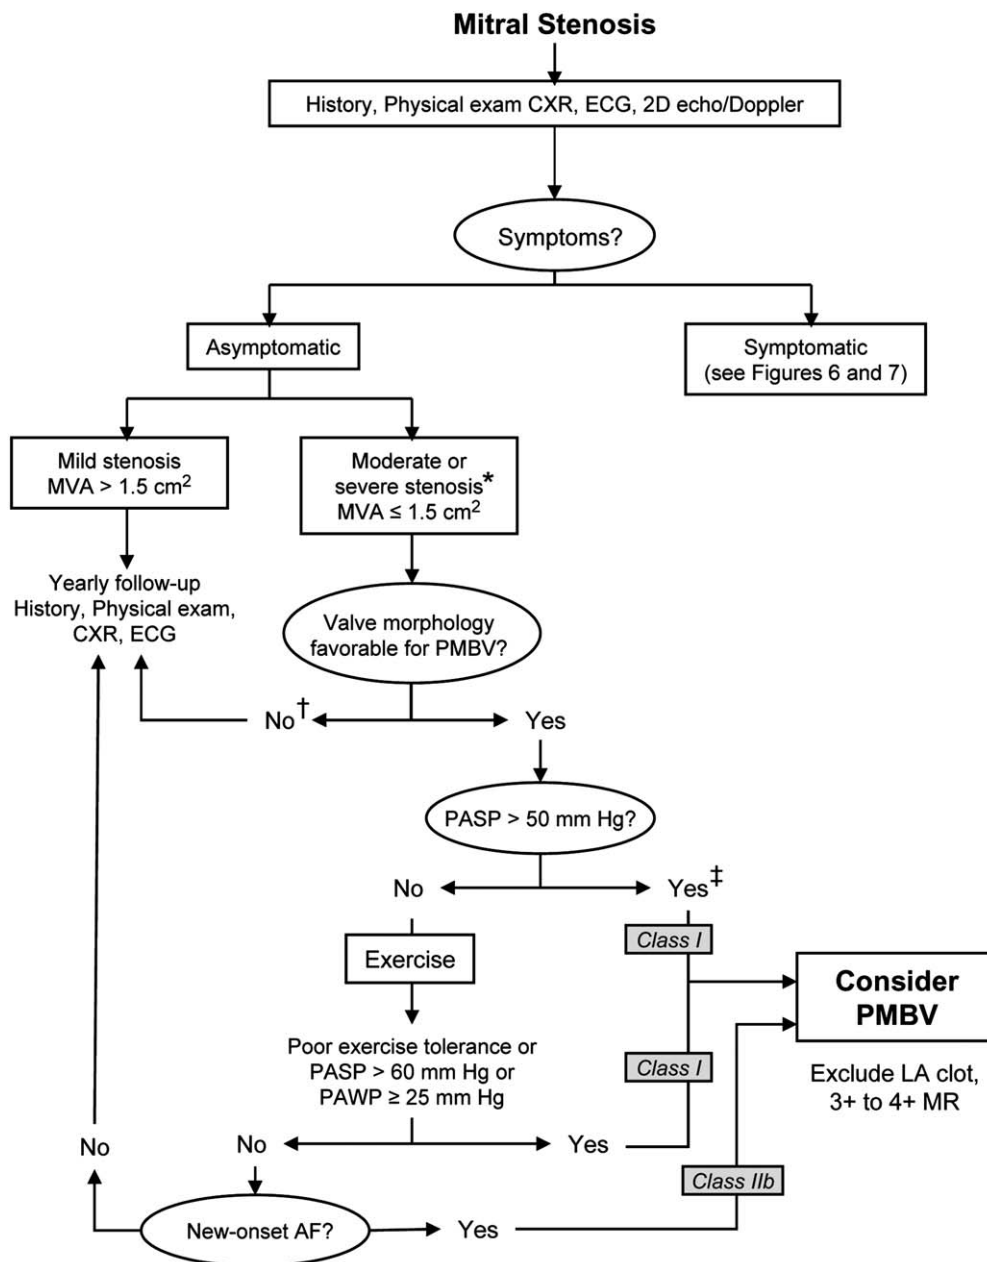 Mitral Stenosis
History, Physical exam CXR, ECG, 2D echo/Doppler
Symptoms?
Asymptomatic
Symptomatic
(see Figures 6 and 7)
Mild stenosis
MVA > 1.5 cm²
Moderate or
severe stenosis*
MVA ≤ 1.5 cm²
Yearly follow-up
History, Physical exam,
CXR, ECG
Valve morphology
favorable for PMBV?
No†
Yes
PASP > 50 mm Hg?
No
Yes‡
Class I
Exercise
Consider
PMBV
Poor exercise tolerance or
PASP > 60 mm Hg or
PAWP ≥ 25 mm Hg
Class I
Exclude LA clot,
3+ to 4+ MR
No
No
Yes
Class IIb
New-onset AF?
Yes